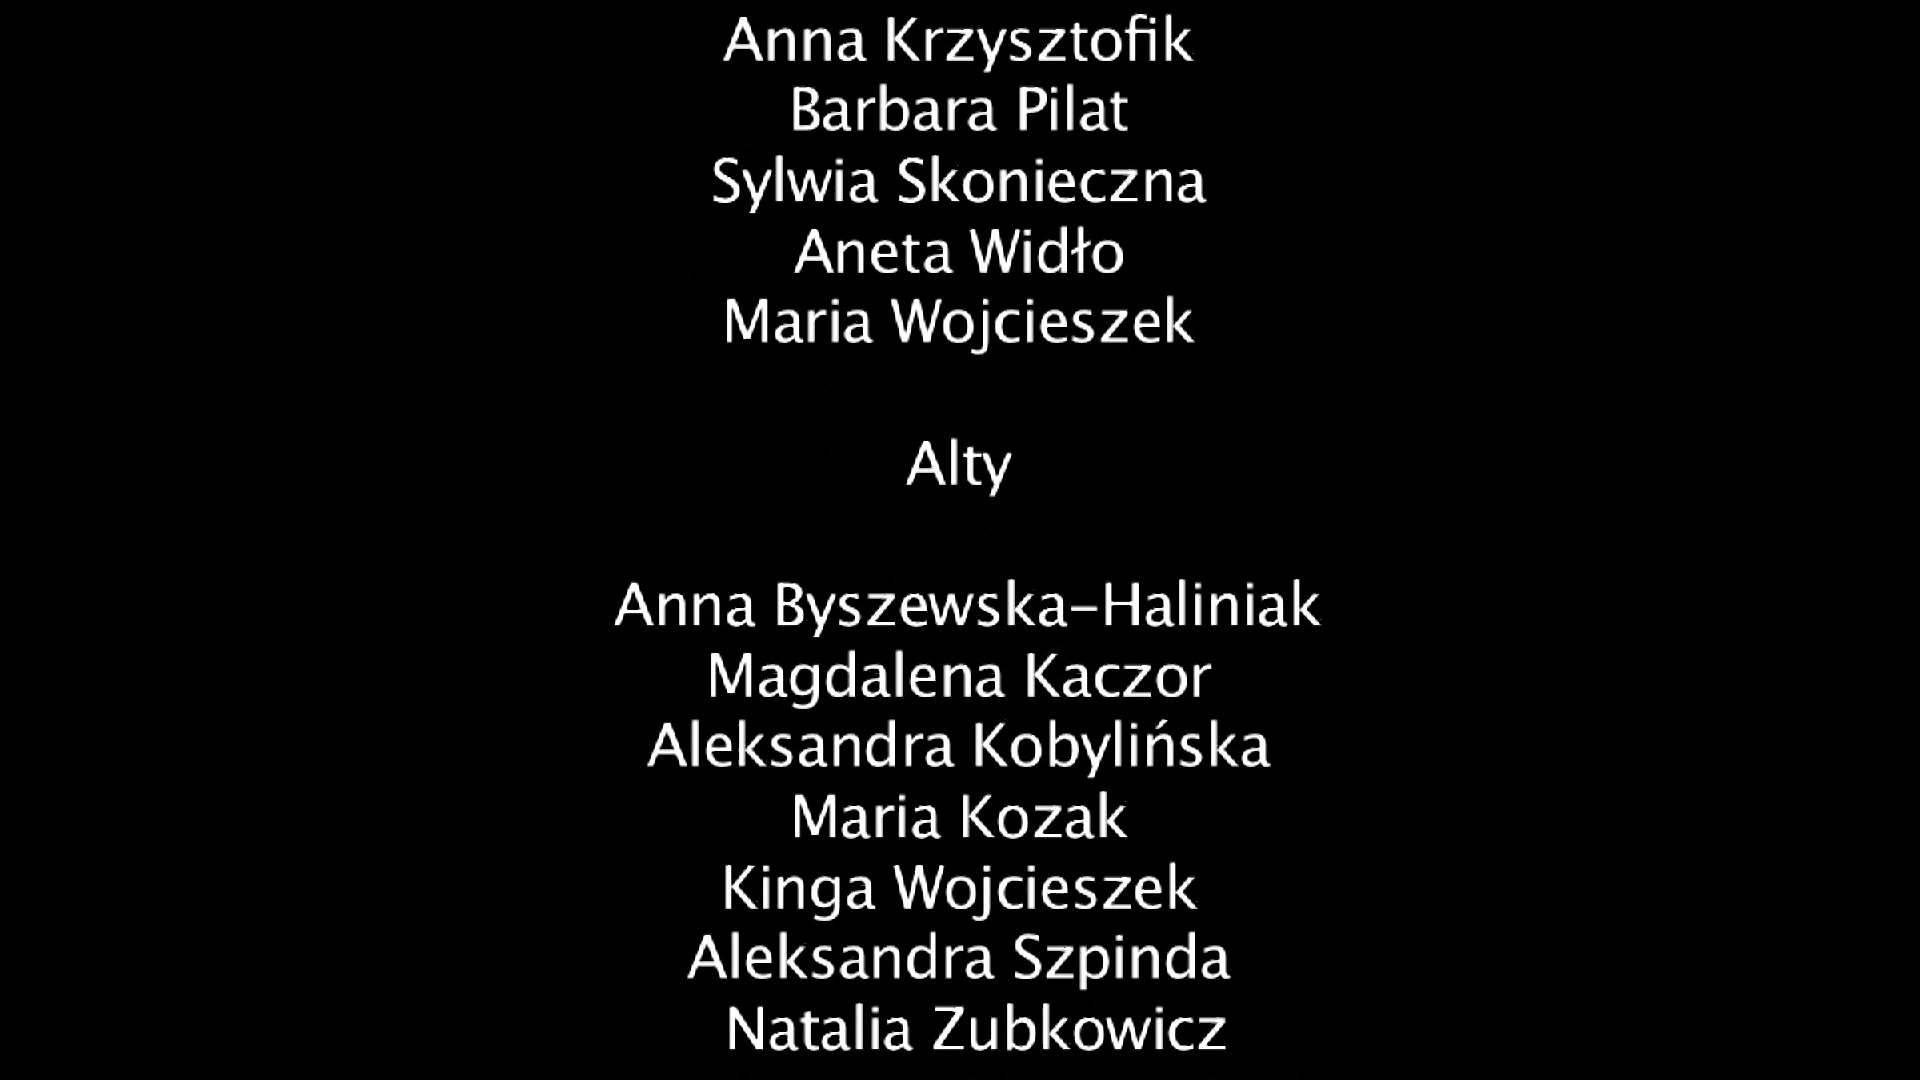 Anna Krzysztofik
Barbara Pilat
Sylwia Skonieczna
Aneta Widło
Maria Wojcieszek
Alty
Anna Byszewska-Haliniak
Magdalena Kaczor
Aleksandra Kobylińska
Maria Kozak
Kinga Wojcieszek
Aleksandra Szpinda
Natalia Zubkowicz